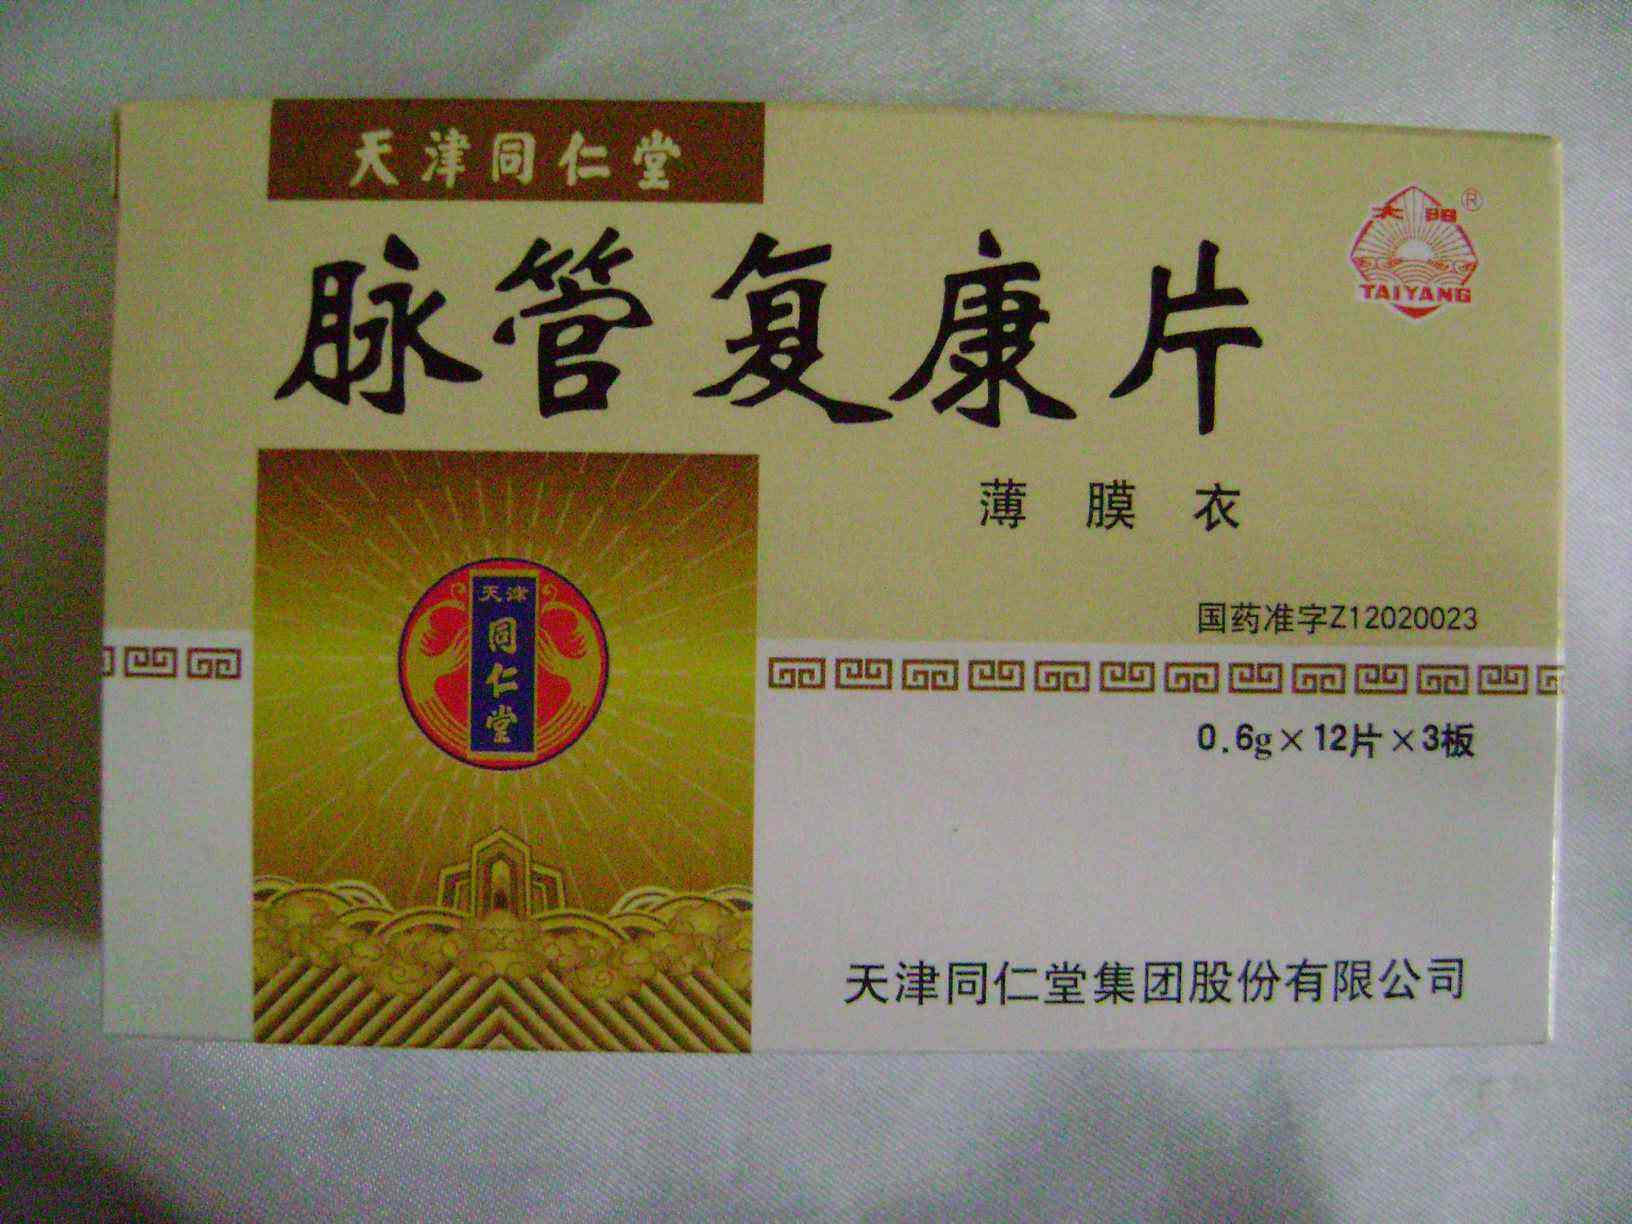 天津同仁堂
太阳
TAIYANG
®
脉管复康片
薄膜衣
天津
同仁堂
国药准字Z12020023
0.6g×12片×3板
天津同仁堂集团股份有限公司